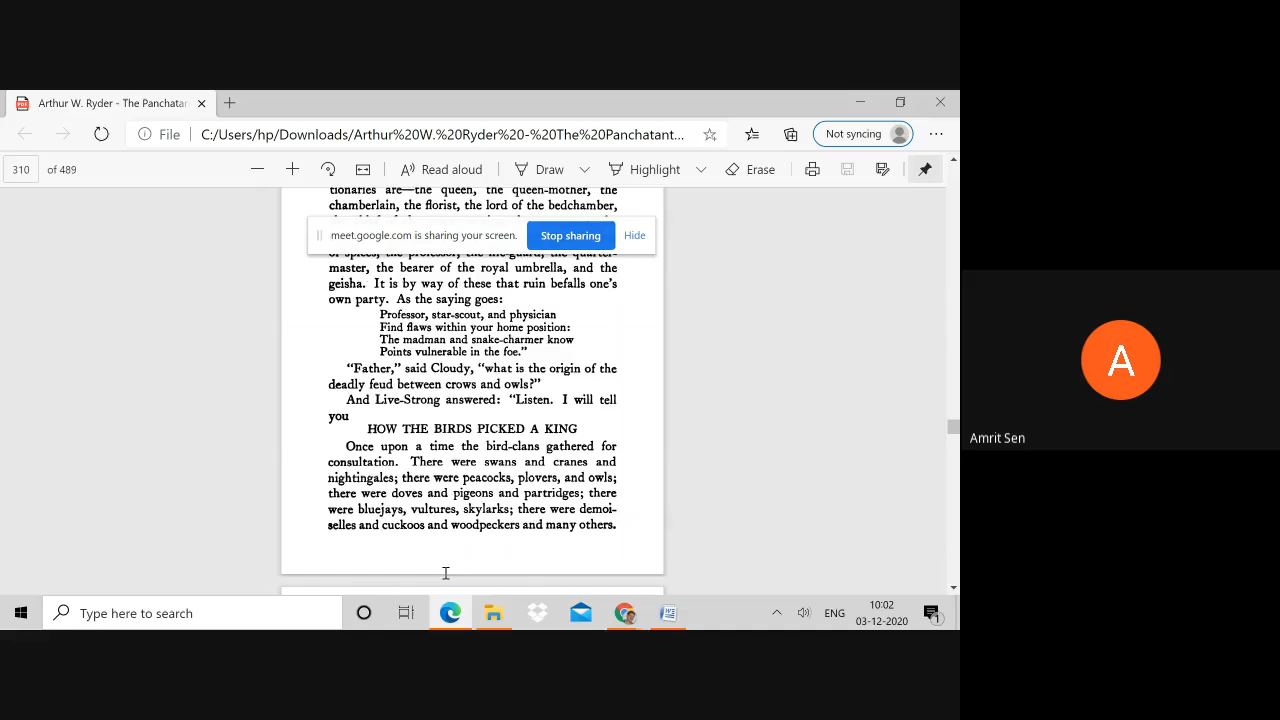 Arthur W. Ryder - The Panchata
Not syncing
File
C:/Users/hp/Downloads/Arthur%20W.%20Ryder%20-%20The%20Panchatant...
310 of 489
Read aloud
Draw
Highlight
Erase
tionaries are—the queen, the queen-mother, the
chamberlain, the florist, the lord of the bedchamber,
meet.google.com is sharing your screen.
Stop sharing
Hide
master, the bearer of the royal umbrella, and the
geisha. It is by way of these that ruin befalls one's
own party. As the saying goes:
Professor, star-scout, and physician
Find flaws within your home position:
The madman and snake-charmer know
Points vulnerable in the foe."
"Father," said Cloudy, "what is the origin of the
deadly feud between crows and owls?"
And Live-Strong answered: "Listen. I will tell
you
HOW THE BIRDS PICKED A KING
Once upon a time the bird-clans gathered for
consultation. There were swans and cranes and
nightingales; there were peacocks, plovers, and owls;
there were doves and pigeons and partridges; there
were bluejays, vultures, skylarks; there were demoi-
selles and cuckoos and woodpeckers and many others.
A
Amrit Sen
Type here to search
ENG
10:02
03-12-2020
1